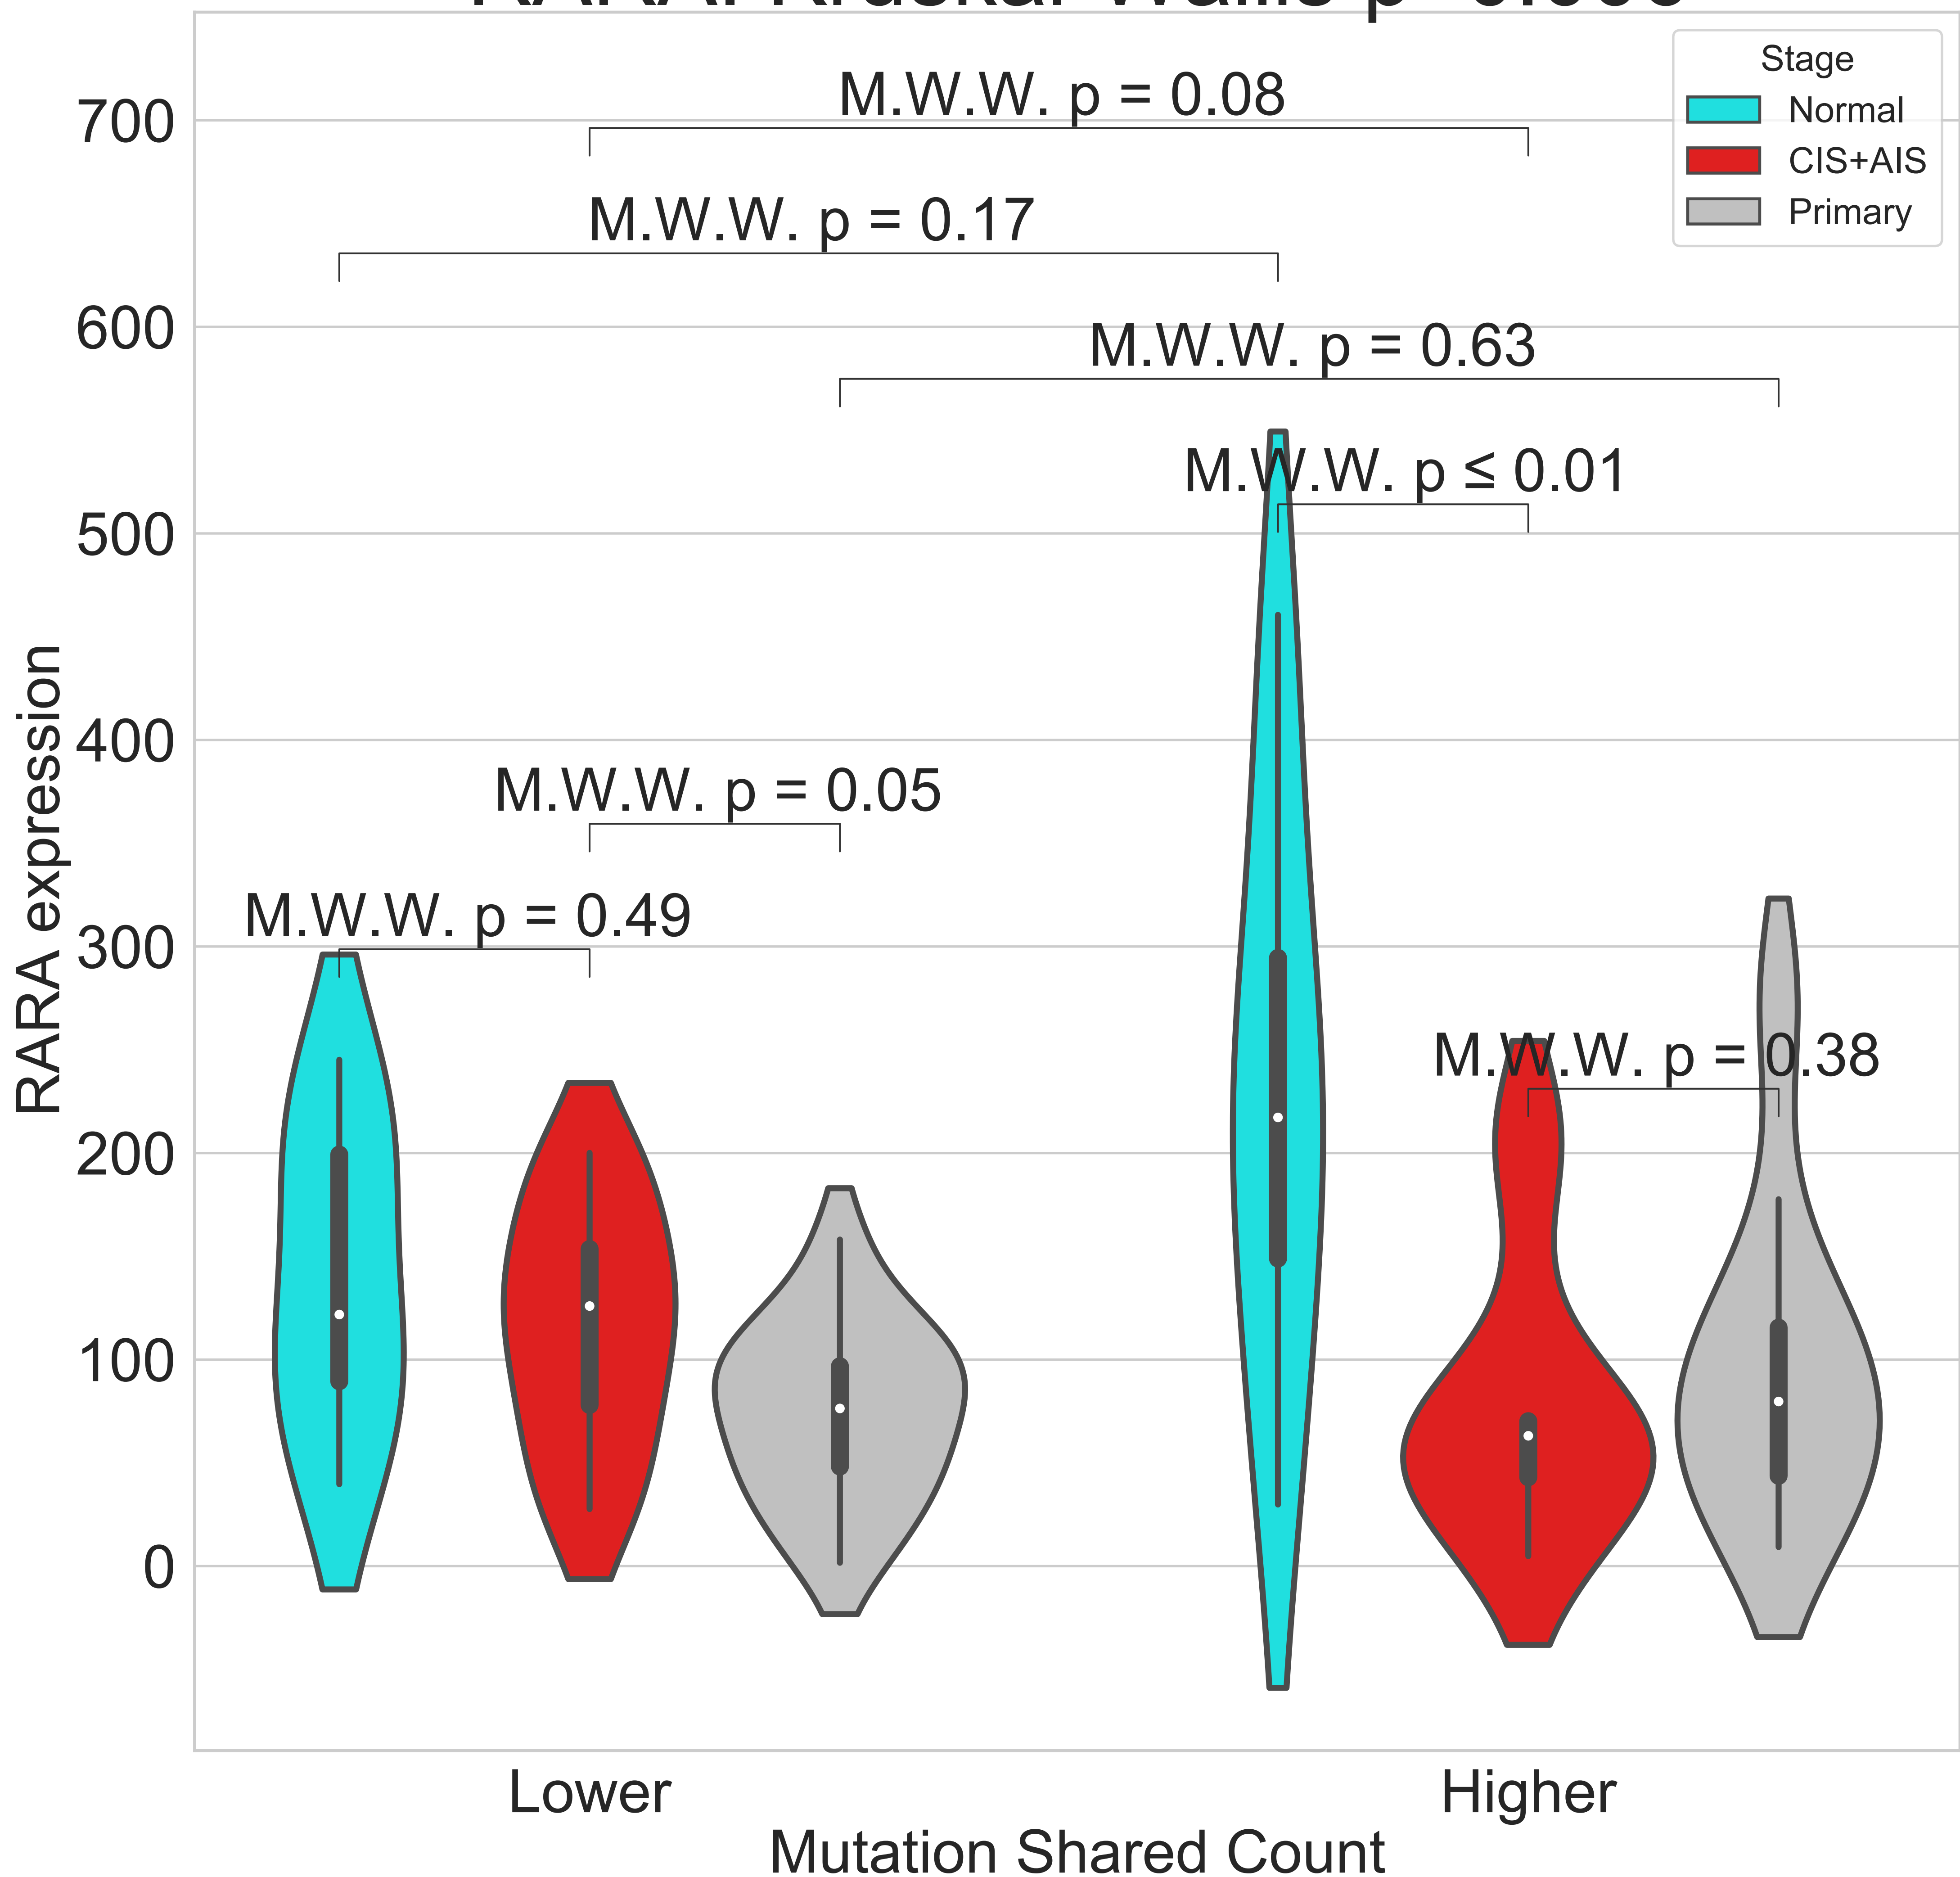 Stage
Normal
CIS+AIS
Primary
M.W.W. p = 0.08
M.W.W. p = 0.17
M.W.W. p = 0.63
M.W.W. p ≤ 0.01
M.W.W. p = 0.05
M.W.W. p = 0.49
M.W.W. p = 0.38
700
600
500
400
300
200
100
0
RARA expression
Lower
Higher
Mutation Shared Count